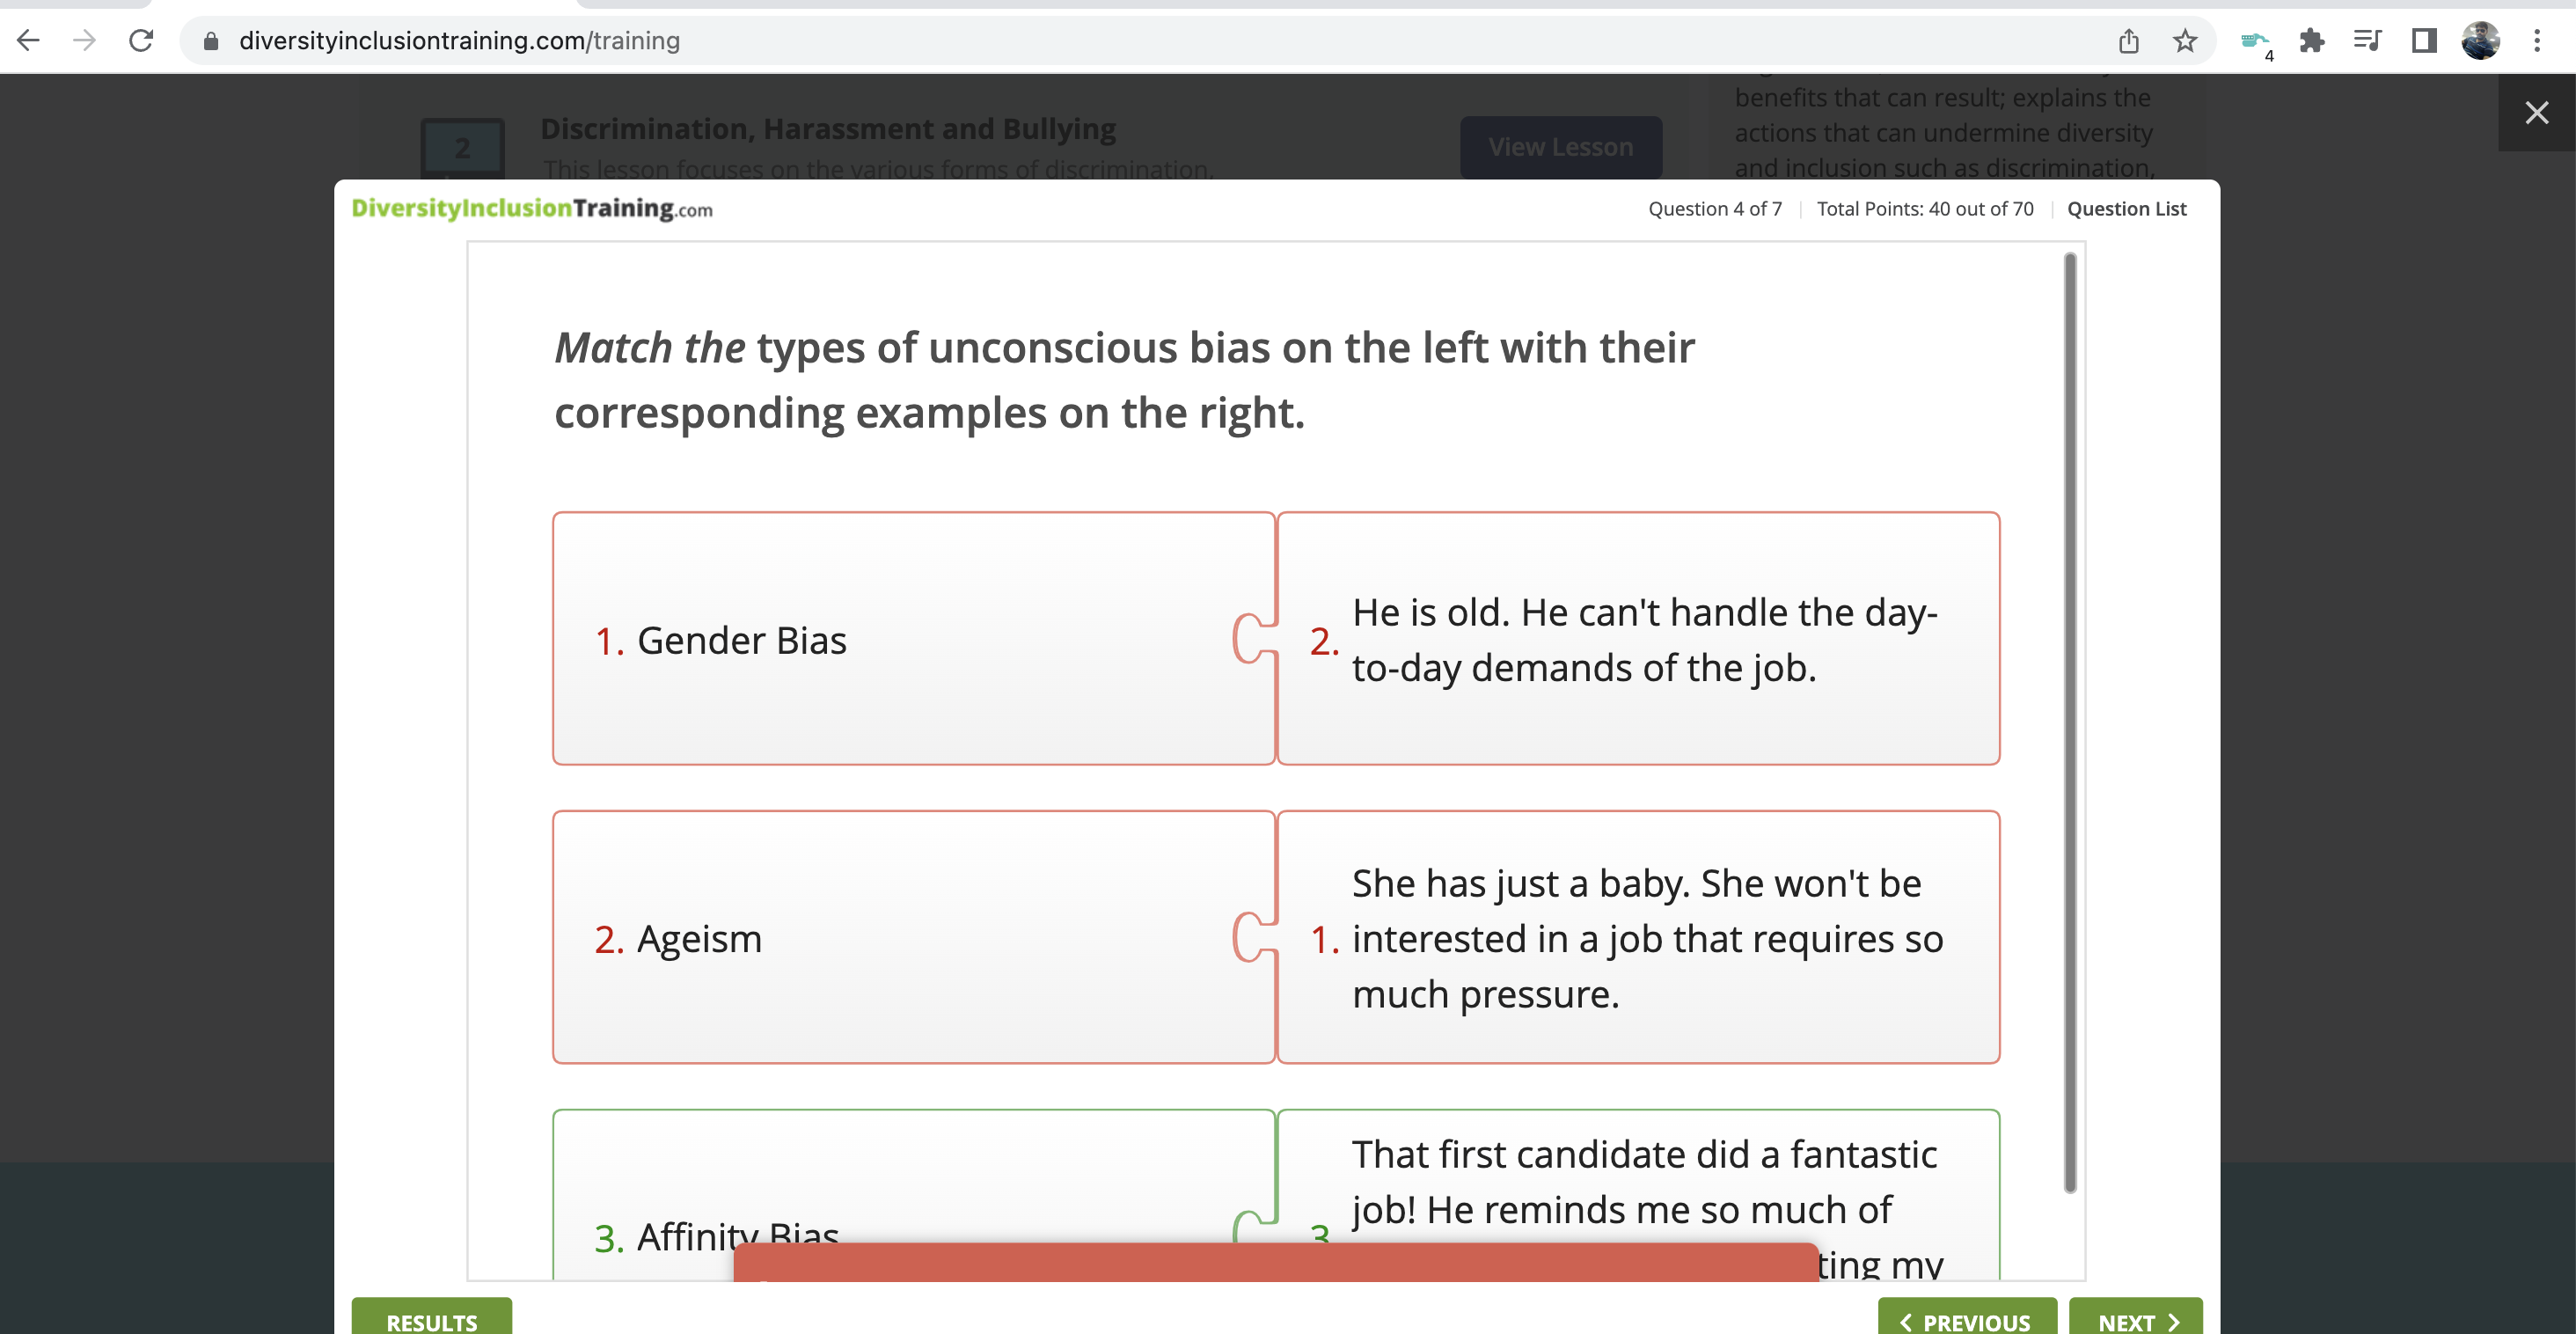 diversityinclusiontraining.com/training
4
benefits that can result; explains the
actions that can undermine diversity
and inclusion such as discrimination,
2
Discrimination, Harassment and Bullying
This lesson focuses on the various forms of discrimination,
View Lesson
DiversityInclusionTraining.com
Question 4 of 7
Total Points: 40 out of 70
Question List
Match the types of unconscious bias on the left with their
corresponding examples on the right.
1. Gender Bias
2. He is old. He can't handle the day-
to-day demands of the job.
2. Ageism
1. She has just a baby. She won't be
interested in a job that requires so
much pressure.
3. Affinity Bias
3 That first candidate did a fantastic
job! He reminds me so much of
ting my
RESULTS
PREVIOUS
NEXT